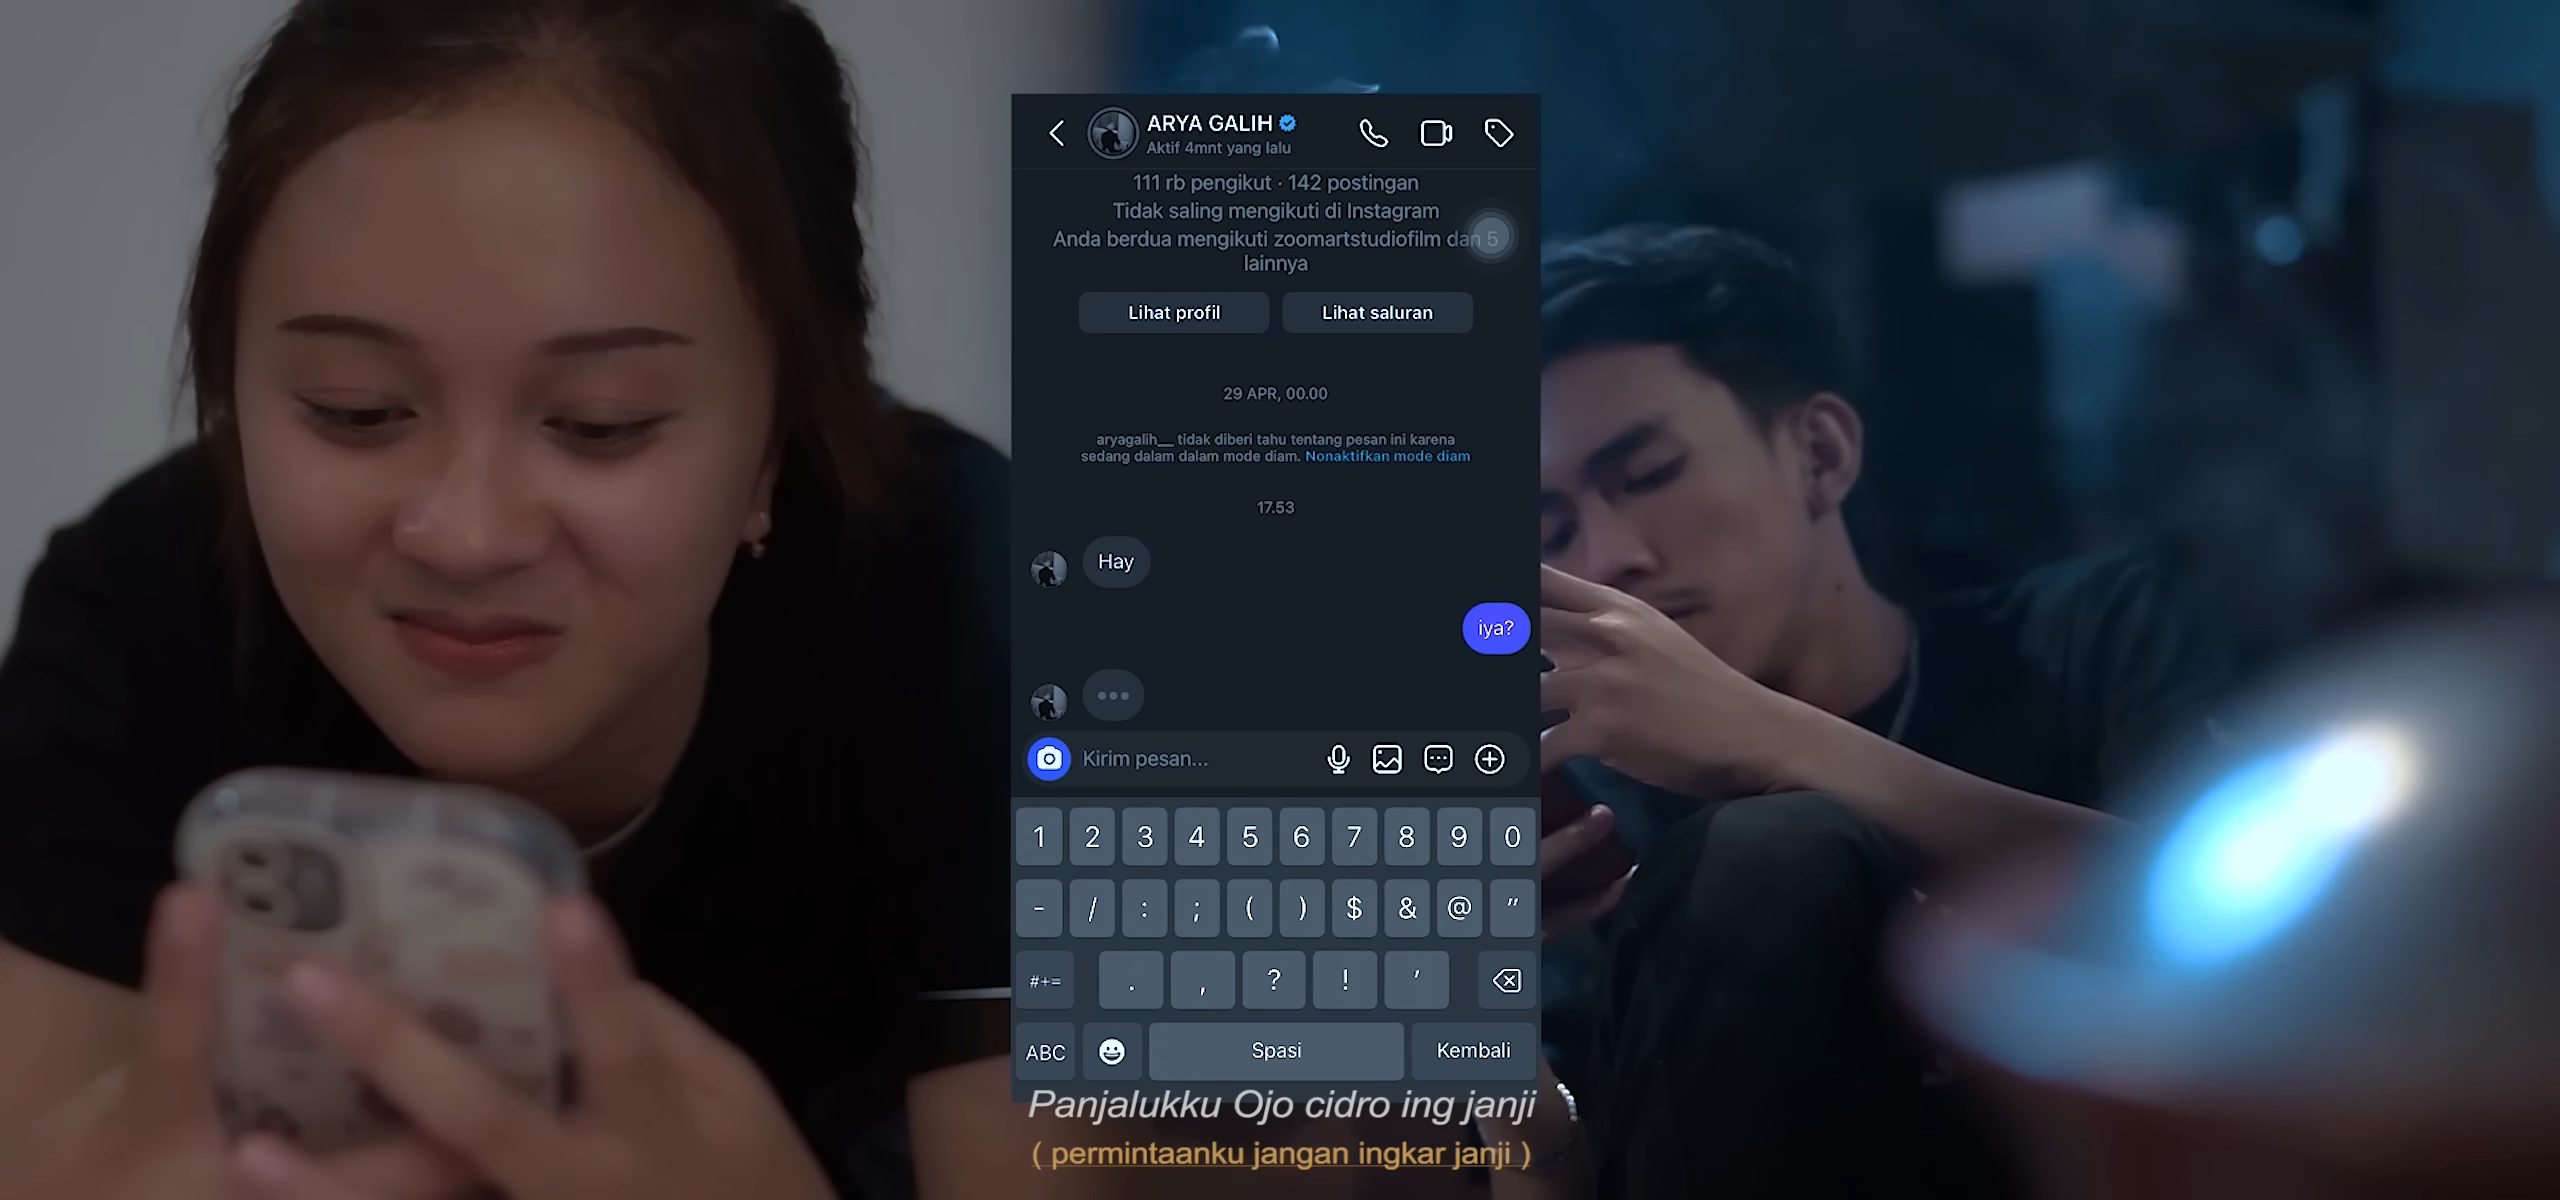 ARYA GALIH
Aktif 4mnt yang lalu
111 rb pengikut · 142 postingan
Tidak saling mengikuti di Instagram
Anda berdua mengikuti zoomartstudiofilm dan 5
lainnya
Lihat profil
Lihat saluran
29 APR, 00.00
aryagalih__ tidak diberi tahu tentang pesan ini karena
sedang dalam dalam mode diam. Nonaktifkan mode diam
17.53
Hay
iya?
Kirim pesan...
1 2 3 4 5 6 7 8 9 0
- / : ; ( ) $ & @ "
#+= . , ? ! '
ABC Spasi Kembali
Panjalukku Ojo cidro ing janji
( permintaanku jangan ingkar janji )